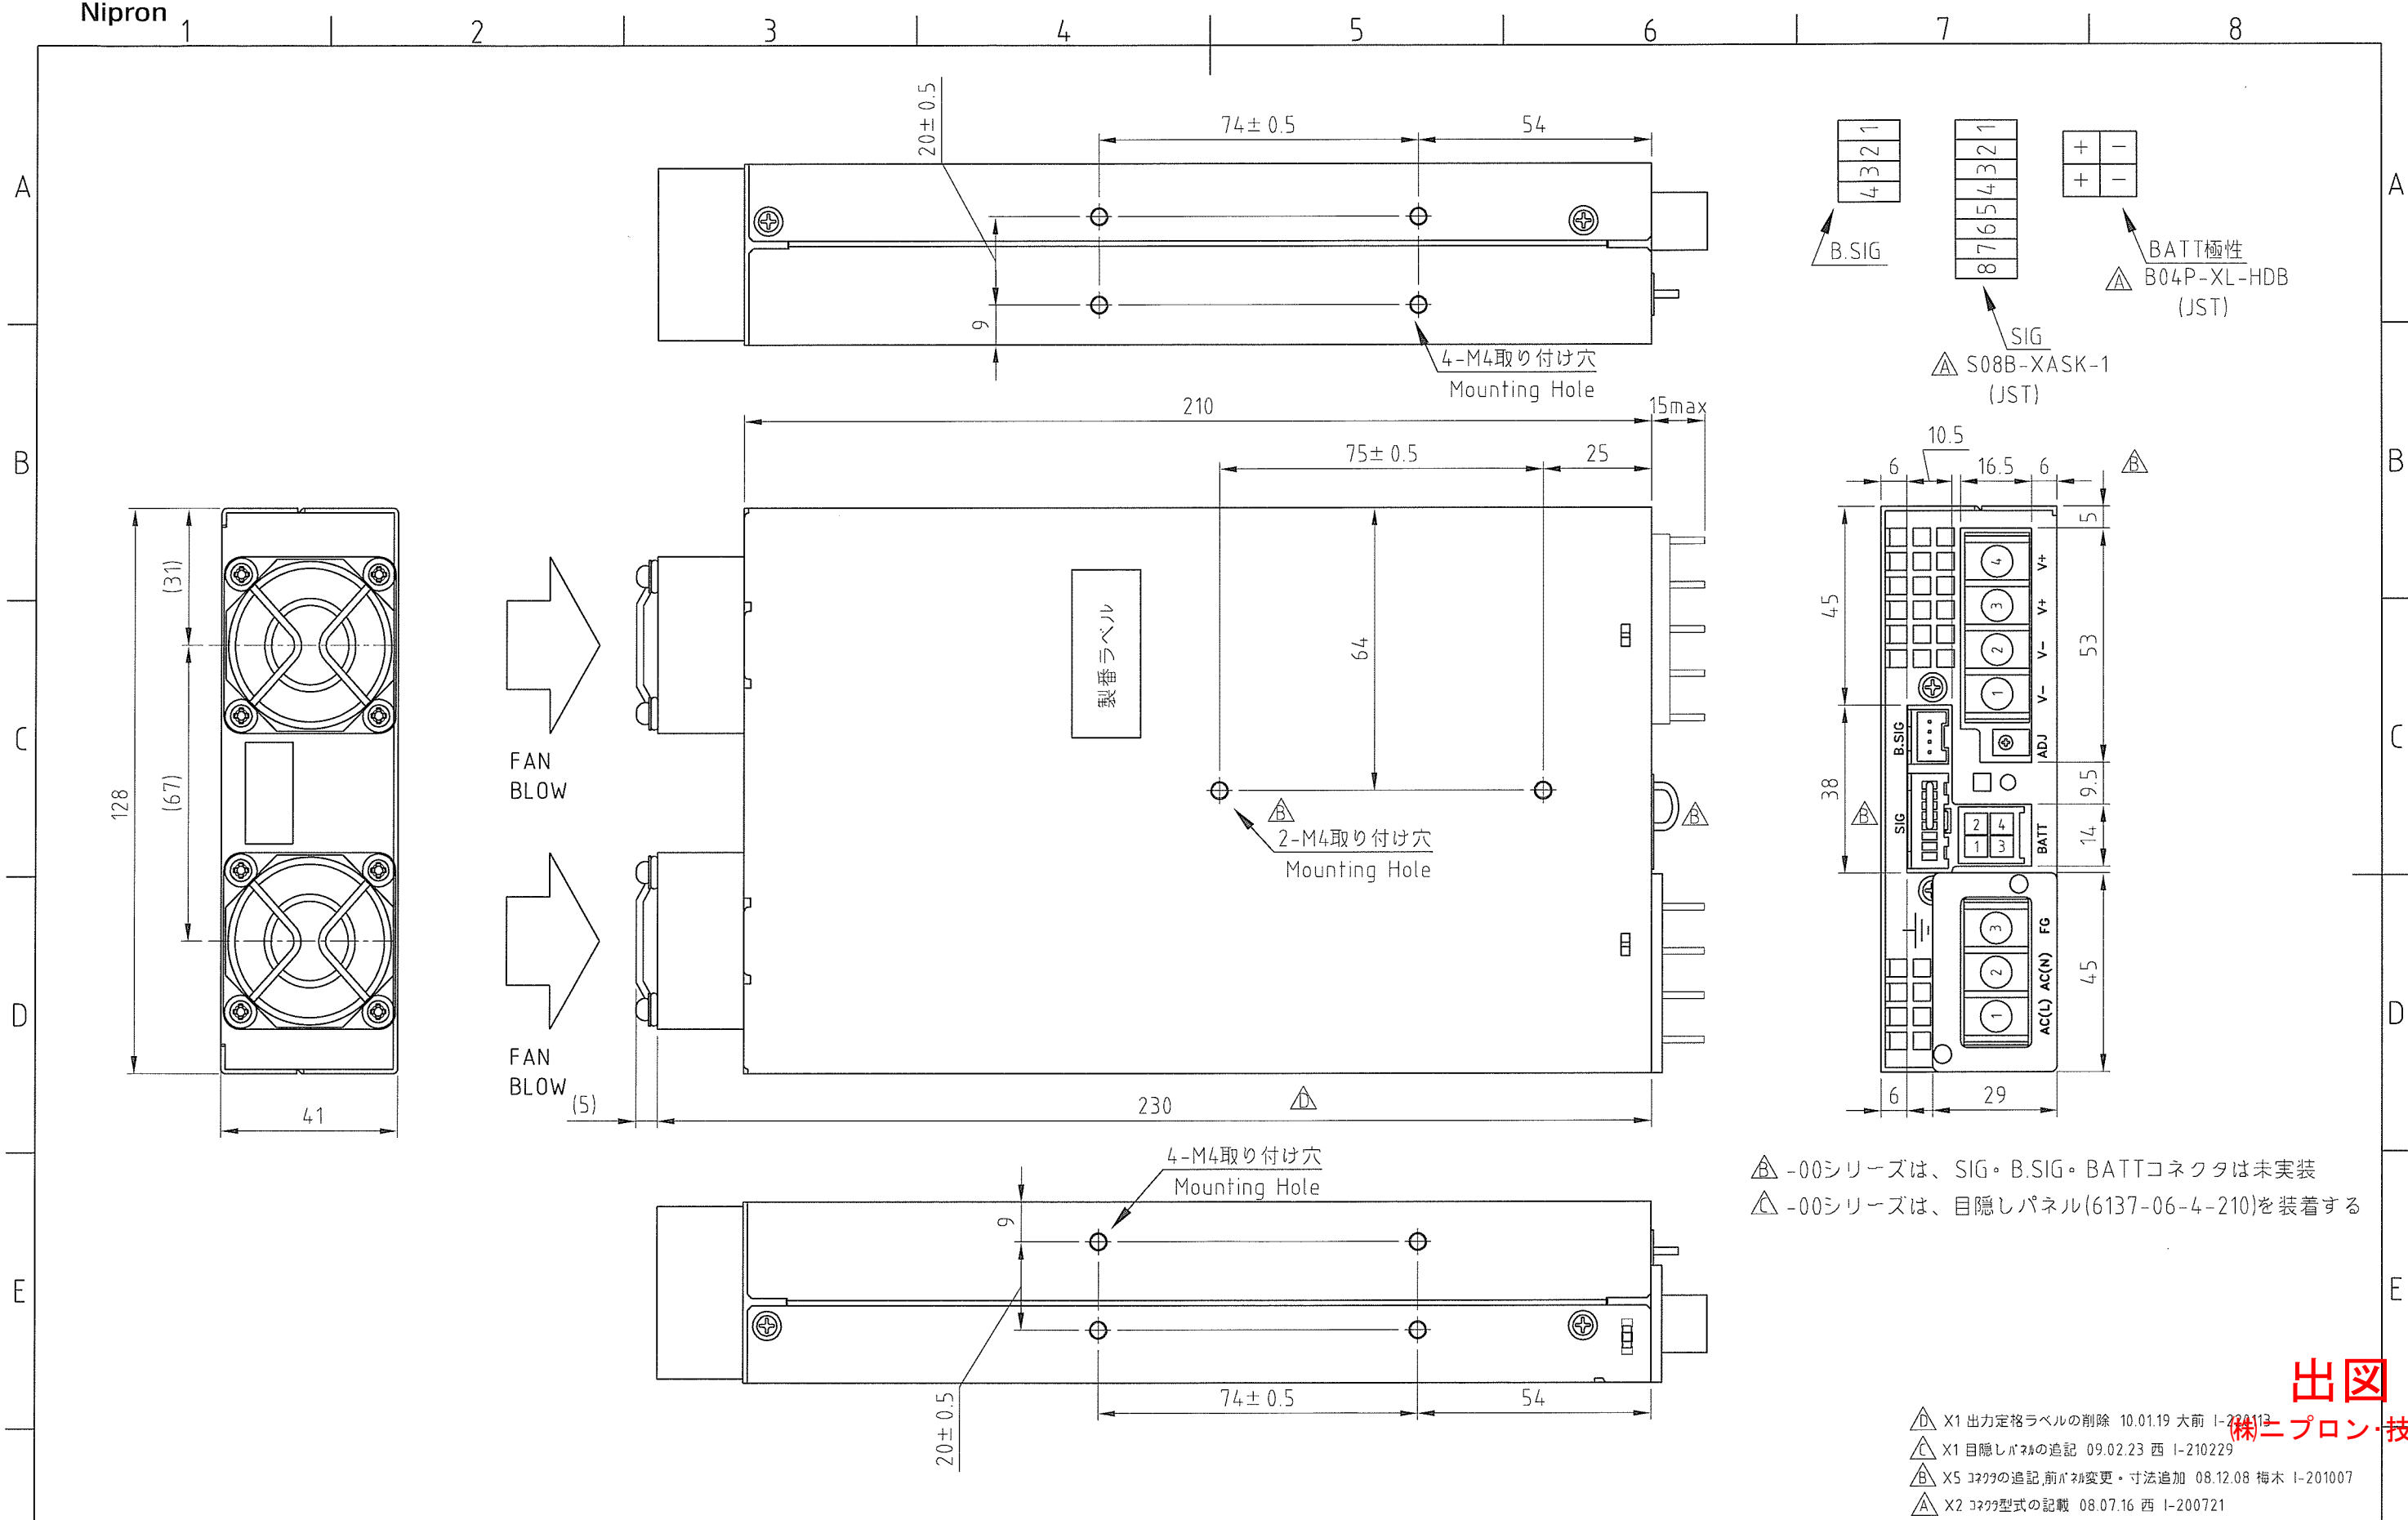 Nipron
1 2 3 4 5 6 7 8
A
A
20±0.5
74±0.5
54
9
4-M4取り付け穴
Mounting Hole
1 2 3 4
B.SIG
1 2 3 4 5 6 7 8
SIG
A S08B-XASK-1
(JST)
+ −
+ −
BATT極性
A B04P-XL-HDB
(JST)
B
B
210
15max
75±0.5
25
64
製番ラベル
B
2-M4取り付け穴
Mounting Hole
B
(31)
(67)
128
41
FAN
BLOW
FAN
BLOW
(5)
230
D
10.5
6
16.5
6
B
5
45
53
38
9.5
14
45
B
6
29
4 V+
3 V+
2 V-
1 V-
ADJ
B.SIG
SIG
2 4
1 3
BATT
3 FG
2 AC(N)
1 AC(L)
C
C
D
D
B -00シリーズは、SIG・B.SIG・BATTコネクタは未実装
C -00シリーズは、目隠しパネル(6137-06-4-210)を装着する
E
E
4-M4取り付け穴
Mounting Hole
9
20±0.5
74±0.5
54
出図
㈱ニプロン・技
D X1 出力定格ラベルの削除 10.01.19 大前
C X1 目隠しパネルの追記 09.02.23 西 I-210229
B X5 コネクタの追記,前パネル変更・寸法追加 08.12.08 梅木 I-201007
A X2 コネクタ型式の記載 08.07.16 西 I-200721